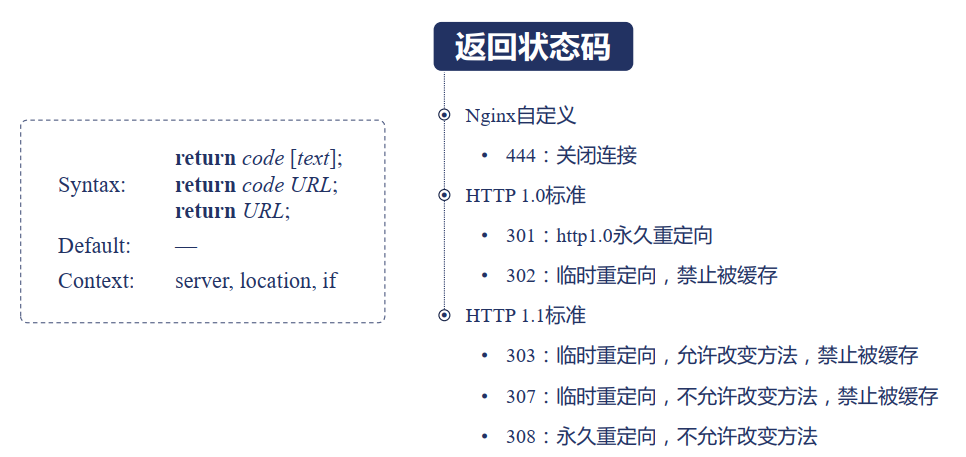 返回状态码
Syntax: return code [text];
return code URL;
return URL;
Default: —
Context: server, location, if
Nginx自定义
• 444：关闭连接
HTTP 1.0标准
• 301：http1.0永久重定向
• 302：临时重定向，禁止被缓存
HTTP 1.1标准
• 303：临时重定向，允许改变方法，禁止被缓存
• 307：临时重定向，不允许改变方法，禁止被缓存
• 308：永久重定向，不允许改变方法